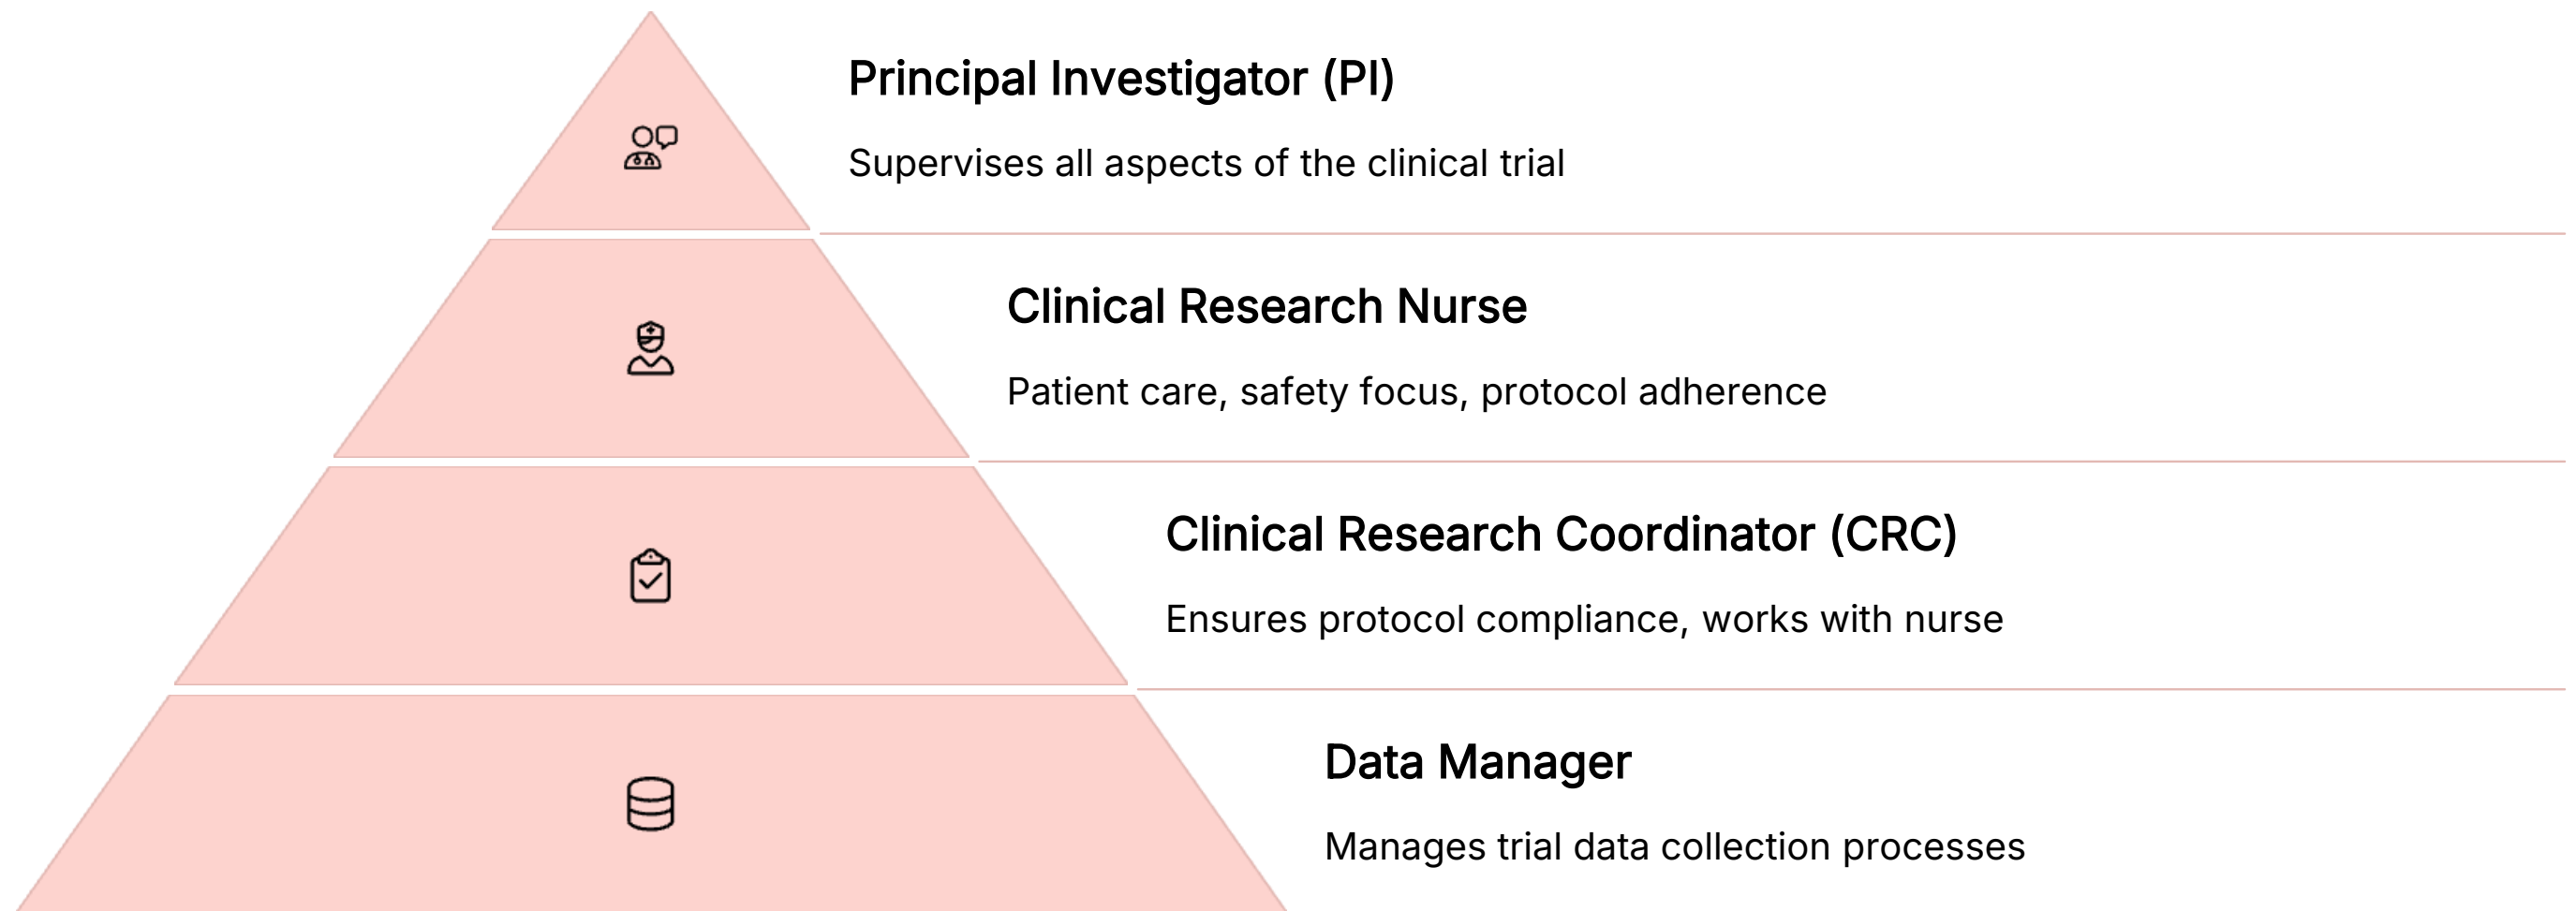 Principal Investigator (PI)
Supervises all aspects of the clinical trial
Clinical Research Nurse
Patient care, safety focus, protocol adherence
Clinical Research Coordinator (CRC)
Ensures protocol compliance, works with nurse
Data Manager
Manages trial data collection processes